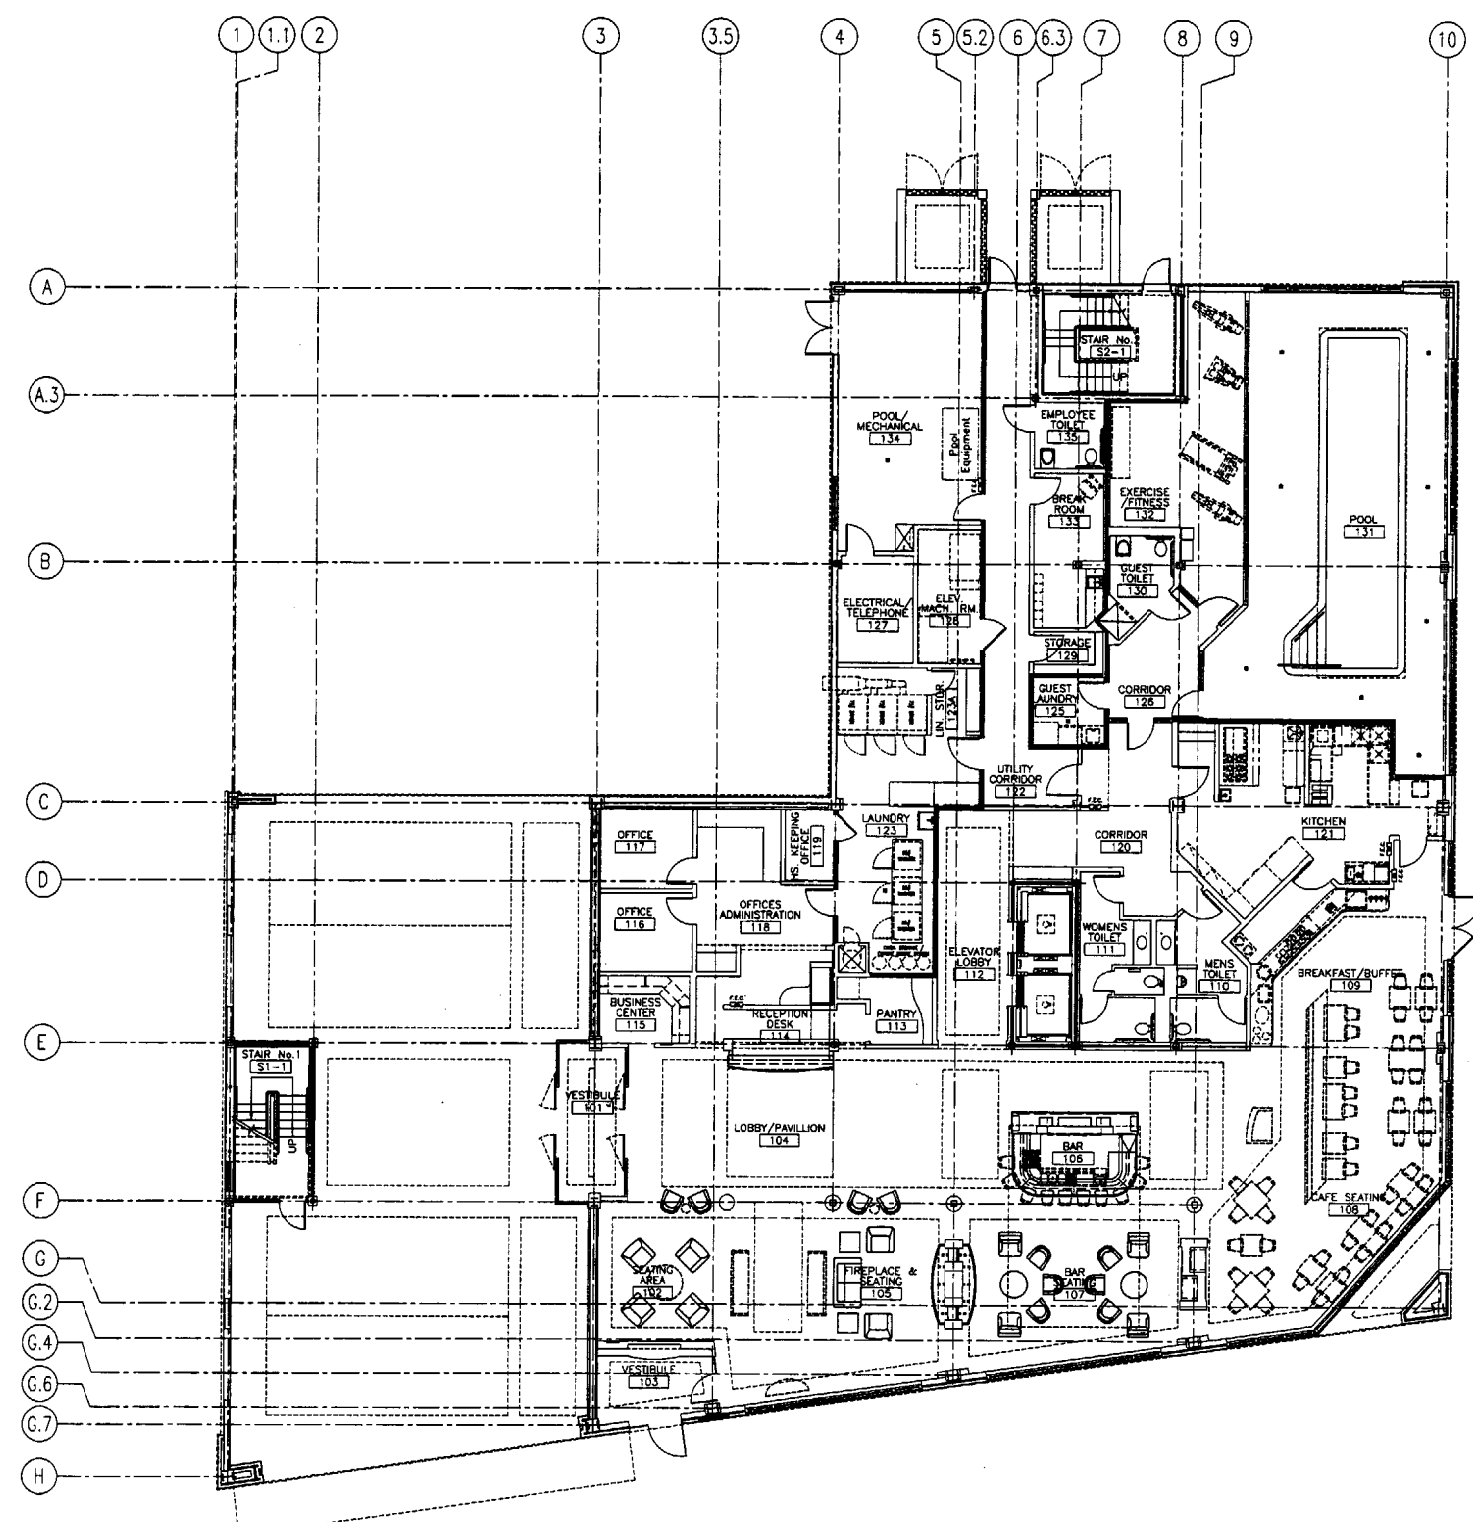 1
1.1
2
3
3.5
4
5
5.2
6
6.3
7
8
9
10
A
A.3
B
C
D
E
F
G
G.2
G.4
G.6
G.7
H
STAIR No.
S2-1
UP
POOL/
MECHANICAL
134
Pool
Equipment
EMPLOYEE
TOILET
135
BREAK
ROOM
133
EXERCISE
/FITNESS
132
POOL
131
GUEST
TOILET
130
ELECTRICAL/
TELEPHONE
127
ELEV.
MACH. RM.
128
STORAGE
129
LIN. STOR.
123A
GUEST
LAUNDRY
125
CORRIDOR
126
UTILITY
CORRIDOR
122
OFFICE
117
HS. KEEPING
OFFICE
119
LAUNDRY
123
CORRIDOR
120
KITCHEN
121
OFFICE
116
OFFICES
ADMINISTRATION
118
ELEVATOR
LOBBY
112
WOMENS
TOILET
111
MENS
TOILET
110
BREAKFAST/BUFFET
109
BUSINESS
CENTER
115
RECEPTION
DESK
114
PANTRY
113
STAIR No.1
S1-1
UP
VESTIBULE
101
LOBBY/PAVILLION
104
BAR
106
CAFE SEATING
108
SEATING
AREA
102
FIREPLACE &
SEATING
105
BAR
SEATING
107
VESTIBULE
103